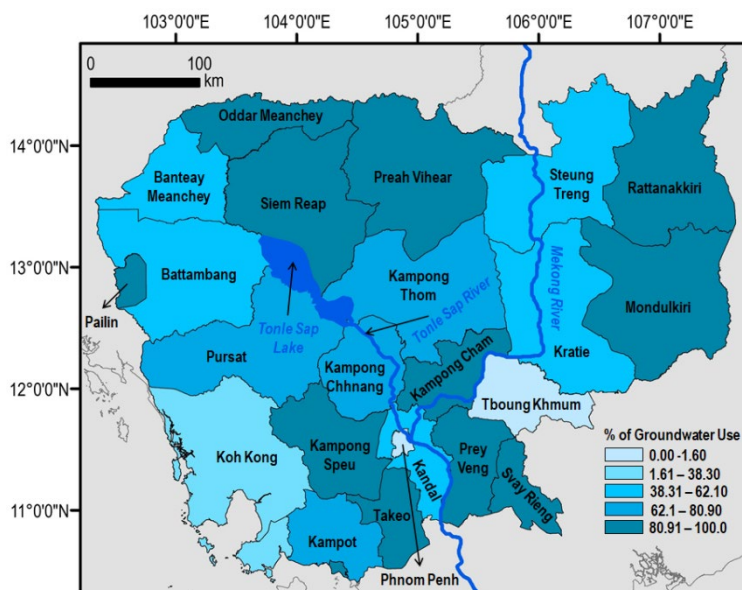 103°0'0"E 104°0'0"E 105°0'0"E 106°0'0"E 107°0'0"E
0 100
km
14°0'0"N
13°0'0"N
12°0'0"N
11°0'0"N
Oddar Meanchey
Banteay
Meanchey
Siem Reap
Preah Vihear
Steung
Treng
Rattanakkiri
Battambang
Kampong
Thom
Mekong River
Mondulkiri
Pailin
Tonle Sap
Lake
Tonle Sap River
Pursat
Kampong
Chhnang
Kampong Cham
Kratie
Tboung Khmum
Koh Kong
Kampong
Speu
Kandal
Prey
Veng
Svay Rieng
Takeo
Kampot
Phnom Penh
% of Groundwater Use
0.00 -1.60
1.61 – 38.30
38.31 – 62.10
62.1 – 80.90
80.91 – 100.0